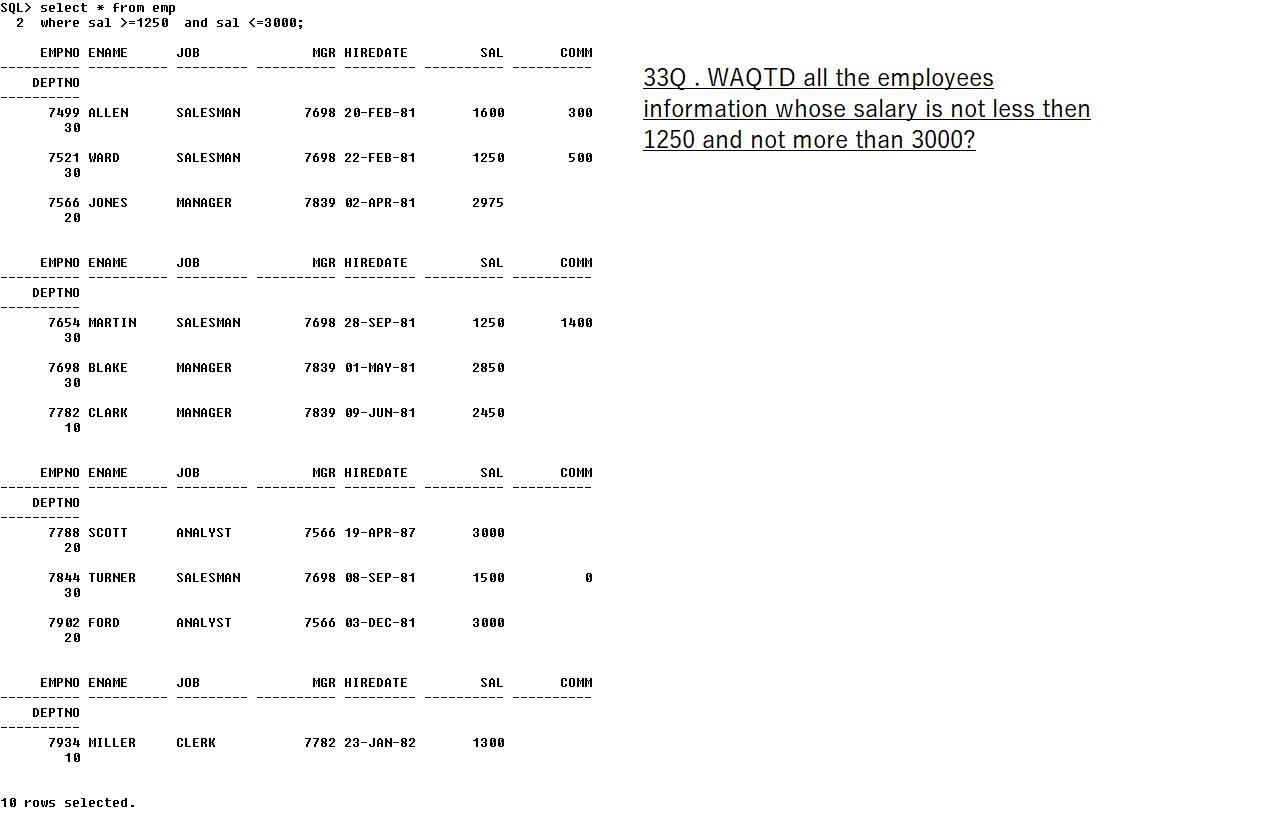 SQL> select * from emp
  2  where sal >=1250  and sal <=3000;
     EMPNO ENAME      JOB              MGR HIREDATE         SAL       COMM
---------- ---------- --------- ---------- --------- ---------- ----------
    DEPTNO
----------
      7499 ALLEN      SALESMAN        7698 20-FEB-81       1600        300
        30
      7521 WARD       SALESMAN        7698 22-FEB-81       1250        500
        30
      7566 JONES      MANAGER         7839 02-APR-81       2975
        20
     EMPNO ENAME      JOB              MGR HIREDATE         SAL       COMM
---------- ---------- --------- ---------- --------- ---------- ----------
    DEPTNO
----------
      7654 MARTIN     SALESMAN        7698 28-SEP-81       1250       1400
        30
      7698 BLAKE      MANAGER         7839 01-MAY-81       2850
        30
      7782 CLARK      MANAGER         7839 09-JUN-81       2450
        10
     EMPNO ENAME      JOB              MGR HIREDATE         SAL       COMM
---------- ---------- --------- ---------- --------- ---------- ----------
    DEPTNO
----------
      7788 SCOTT      ANALYST         7566 19-APR-87       3000
        20
      7844 TURNER     SALESMAN        7698 08-SEP-81       1500          0
        30
      7902 FORD       ANALYST         7566 03-DEC-81       3000
        20
     EMPNO ENAME      JOB              MGR HIREDATE         SAL       COMM
---------- ---------- --------- ---------- --------- ---------- ----------
    DEPTNO
----------
      7934 MILLER     CLERK           7782 23-JAN-82       1300
        10
10 rows selected.
33Q . WAQTD all the employees
information whose salary is not less then
1250 and not more than 3000?